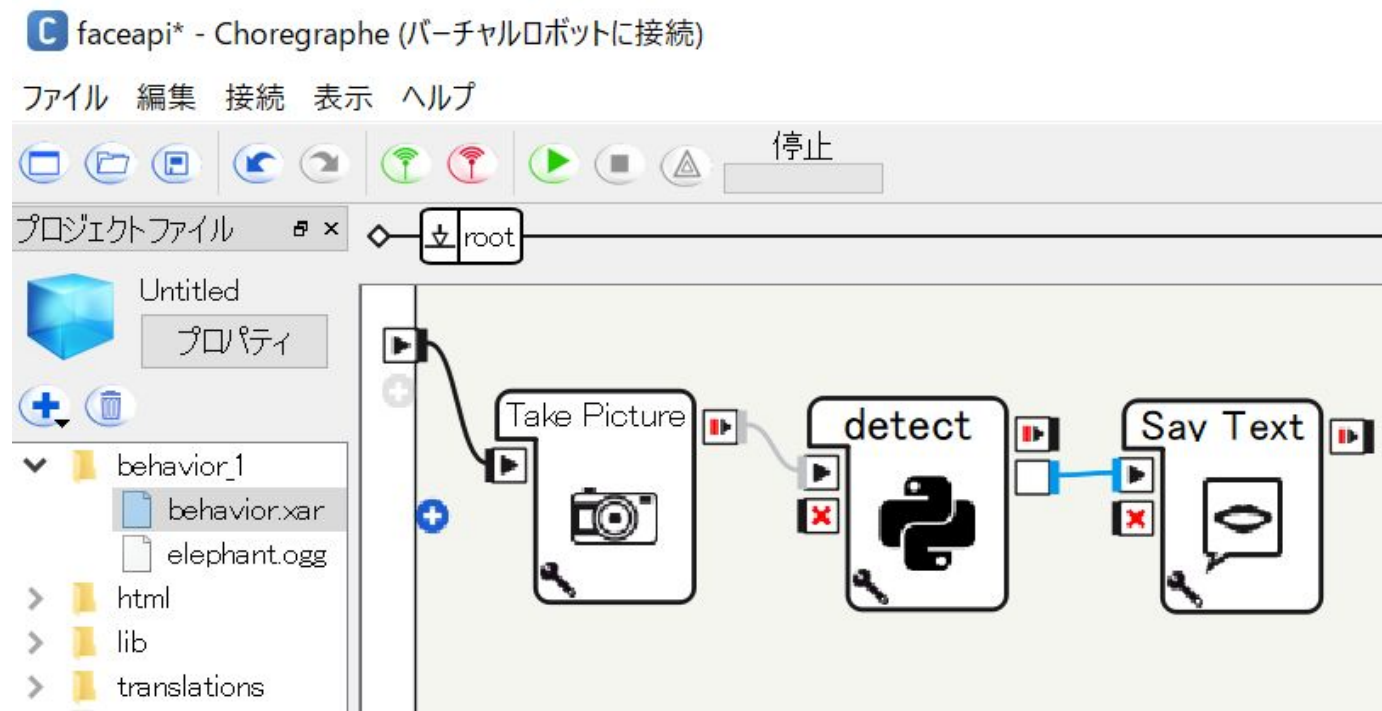 C faceapi* - Choregraphe (バーチャルロボットに接続)
ファイル 編集 接続 表示 ヘルプ
停止
プロジェクトファイル
root
Untitled
プロパティ
Take Picture
detect
Say Text
behavior_1
behavior.xar
elephant.ogg
html
lib
translations